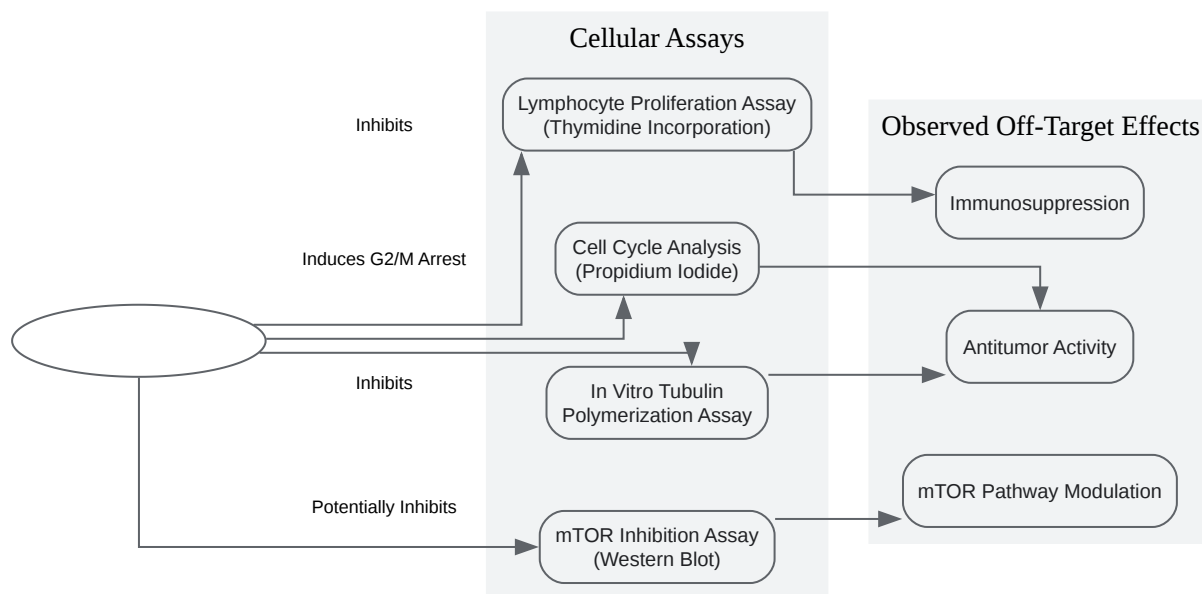 Cellular Assays
Lymphocyte Proliferation Assay
(Thymidine Incorporation)
Inhibits
Observed Off-Target Effects
Immunosuppression
Cell Cycle Analysis
(Propidium Iodide)
Induces G2/M Arrest
Antitumor Activity
Inhibits
In Vitro Tubulin
Polymerization Assay
mTOR Pathway Modulation
Potentially Inhibits
mTOR Inhibition Assay
(Western Blot)